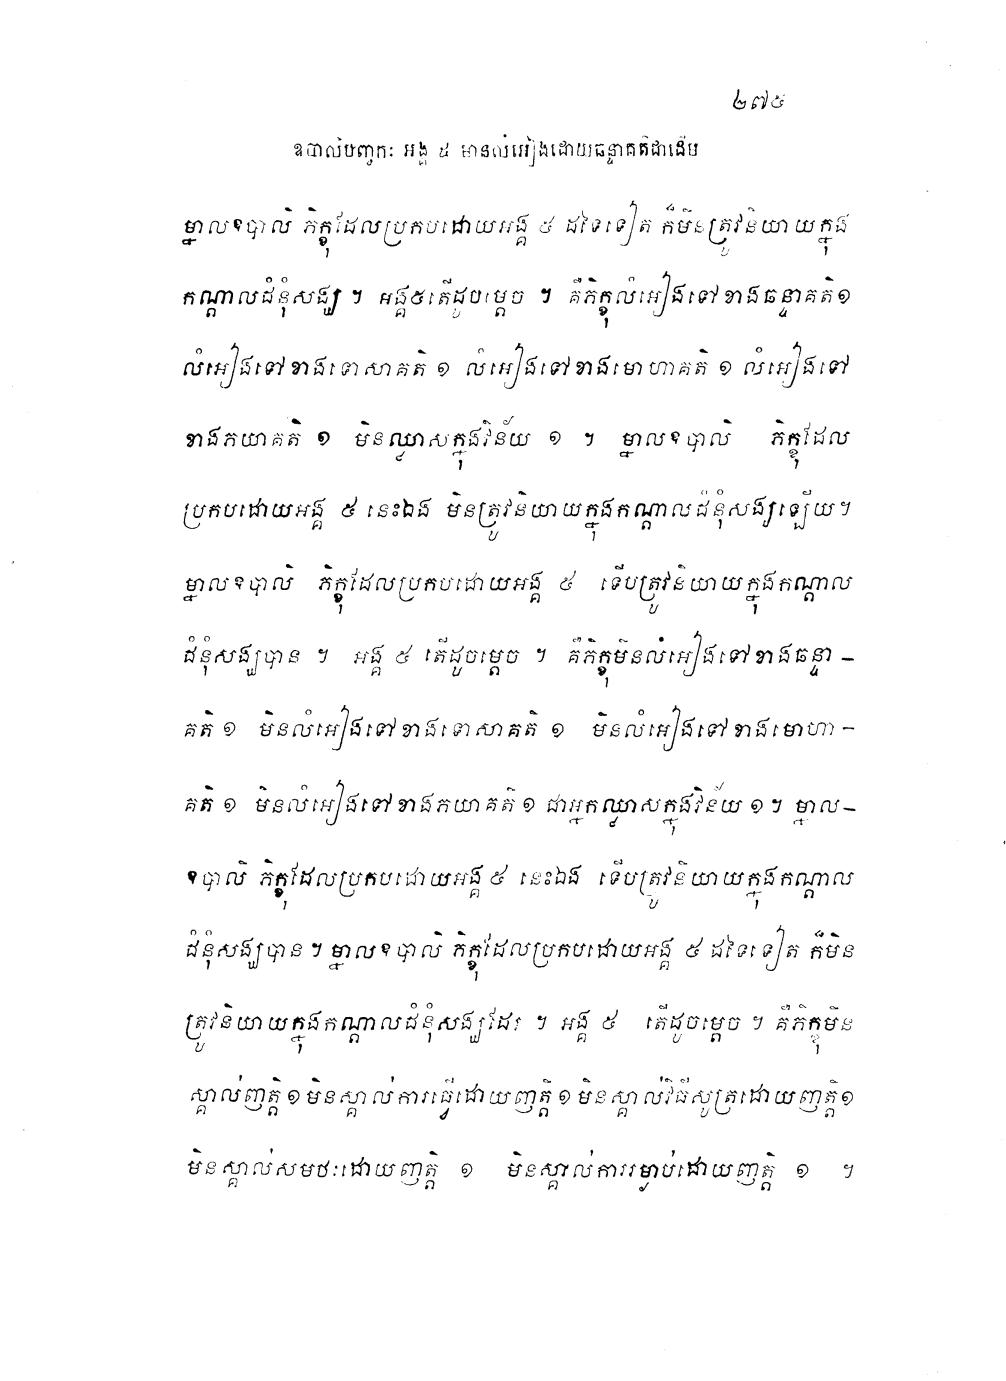 ២៧៥
ឧបាលិបញ្ចកៈ អង្គ ៥ មានលំអៀងដោយឆន្ទាគតិជាដើម
ម្នាលឧបាលិ ភិក្ខុដែលប្រកបដោយអង្គ ៥ ដទៃទៀត ក៏មិនត្រូវនិយាយក្នុង
កណ្តាលជំនុំសង្ឃ ។ អង្គ៥តើដូចម្តេច ។ គឺភិក្ខុលំអៀងទៅខាងឆន្ទាគតិ១
លំអៀងទៅខាងទោសាគតិ ១ លំអៀងទៅខាងមោហាគតិ ១ លំអៀងទៅ
ខាងភយាគតិ ១ មិនឈ្លាសក្នុងវិន័យ ១ ។ ម្នាលឧបាលិ ភិក្ខុដែល
ប្រកបដោយអង្គ ៥ នេះឯង មិនត្រូវនិយាយក្នុងកណ្តាលជំនុំសង្ឃឡើយ។
ម្នាលឧបាលិ ភិក្ខុដែលប្រកបដោយអង្គ ៥ ទើបត្រូវនិយាយក្នុងកណ្តាល
ជំនុំសង្ឃបាន ។ អង្គ ៥ តើដូចម្តេច ។ គឺភិក្ខុមិនលំអៀងទៅខាងឆន្ទា–
គតិ ១ មិនលំអៀងទៅខាងទោសាគតិ ១ មិនលំអៀងទៅខាងមោហា–
គតិ ១ មិនលំអៀងទៅខាងភយាគតិ ១ ជាអ្នកឈ្លាសក្នុងវិន័យ ១។ ម្នាល–
ឧបាលិ ភិក្ខុដែលប្រកបដោយអង្គ ៥ នេះឯង ទើបត្រូវនិយាយក្នុងកណ្តាល
ជំនុំសង្ឃបាន ។ ម្នាលឧបាលិ ភិក្ខុដែលប្រកបដោយអង្គ ៥ ដទៃទៀត ក៏មិន
ត្រូវនិយាយក្នុងកណ្តាលជំនុំសង្ឃដែរ ។ អង្គ ៥ តើដូចម្តេច ។ គឺភិក្ខុមិន
ស្គាល់ញត្តិ ១ មិនស្គាល់ការធ្វើដោយញត្តិ ១ មិនស្គាល់វិធីសូត្រដោយញត្តិ១
មិនស្គាល់សមថៈដោយញត្តិ ១ មិនស្គាល់ការរម្ងាប់ដោយញត្តិ ១ ។